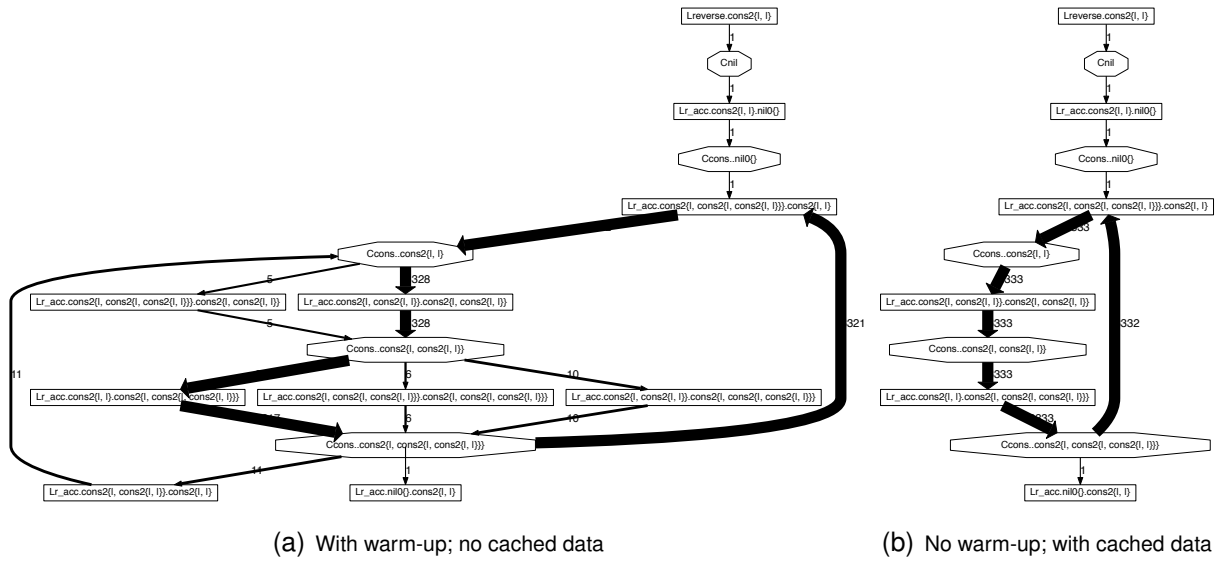 Lreverse.cons2{l, l}
1
Cnil
1
Lr_acc.cons2{l, l}.nil0{}
1
Ccons..nil0{}
1
Lr_acc.cons2{l, cons2{l, cons2{l, l}}}.cons2{l, l}
Ccons..cons2{l, l}
5
328
Lr_acc.cons2{l, cons2{l, cons2{l, l}}}.cons2{l, cons2{l, l}}
Lr_acc.cons2{l, cons2{l, l}}.cons2{l, cons2{l, l}}
5
328
321
Ccons..cons2{l, cons2{l, l}}
11
6
10
Lr_acc.cons2{l, l}.cons2{l, cons2{l, cons2{l, l}}}
Lr_acc.cons2{l, cons2{l, cons2{l, l}}}.cons2{l, cons2{l, cons2{l, l}}}
Lr_acc.cons2{l, cons2{l, l}}.cons2{l, cons2{l, cons2{l, l}}}
6
10
Ccons..cons2{l, cons2{l, cons2{l, l}}}
11
1
Lr_acc.cons2{l, cons2{l, l}}.cons2{l, l}
Lr_acc.nil0{}.cons2{l, l}
(a) With warm-up; no cached data
Lreverse.cons2{l, l}
1
Cnil
1
Lr_acc.cons2{l, l}.nil0{}
1
Ccons..nil0{}
1
Lr_acc.cons2{l, cons2{l, cons2{l, l}}}.cons2{l, l}
333
Ccons..cons2{l, l}
333
Lr_acc.cons2{l, cons2{l, l}}.cons2{l, cons2{l, l}}
333
332
Ccons..cons2{l, cons2{l, l}}
333
Lr_acc.cons2{l, l}.cons2{l, cons2{l, cons2{l, l}}}
333
Ccons..cons2{l, cons2{l, cons2{l, l}}}
1
Lr_acc.nil0{}.cons2{l, l}
(b) No warm-up; with cached data